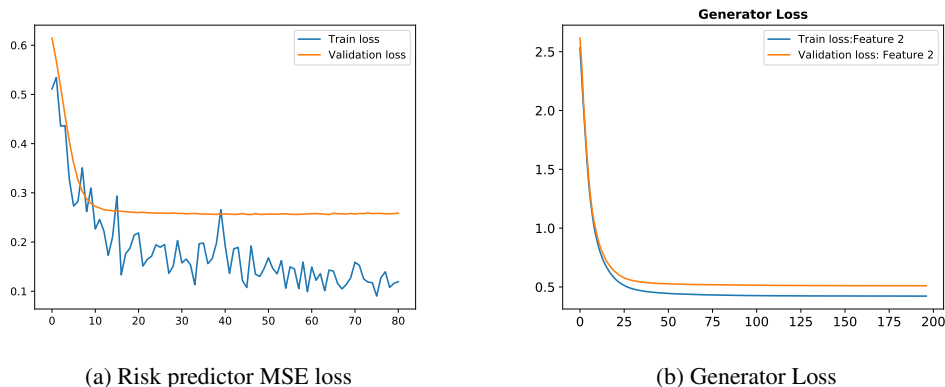 0.6
0.5
0.4
0.3
0.2
0.1
0 10 20 30 40 50 60 70 80
Train loss
Validation loss
(a) Risk predictor MSE loss
Generator Loss
2.5
2.0
1.5
1.0
0.5
0 25 50 75 100 125 150 175 200
Train loss:Feature 2
Validation loss: Feature 2
(b) Generator Loss